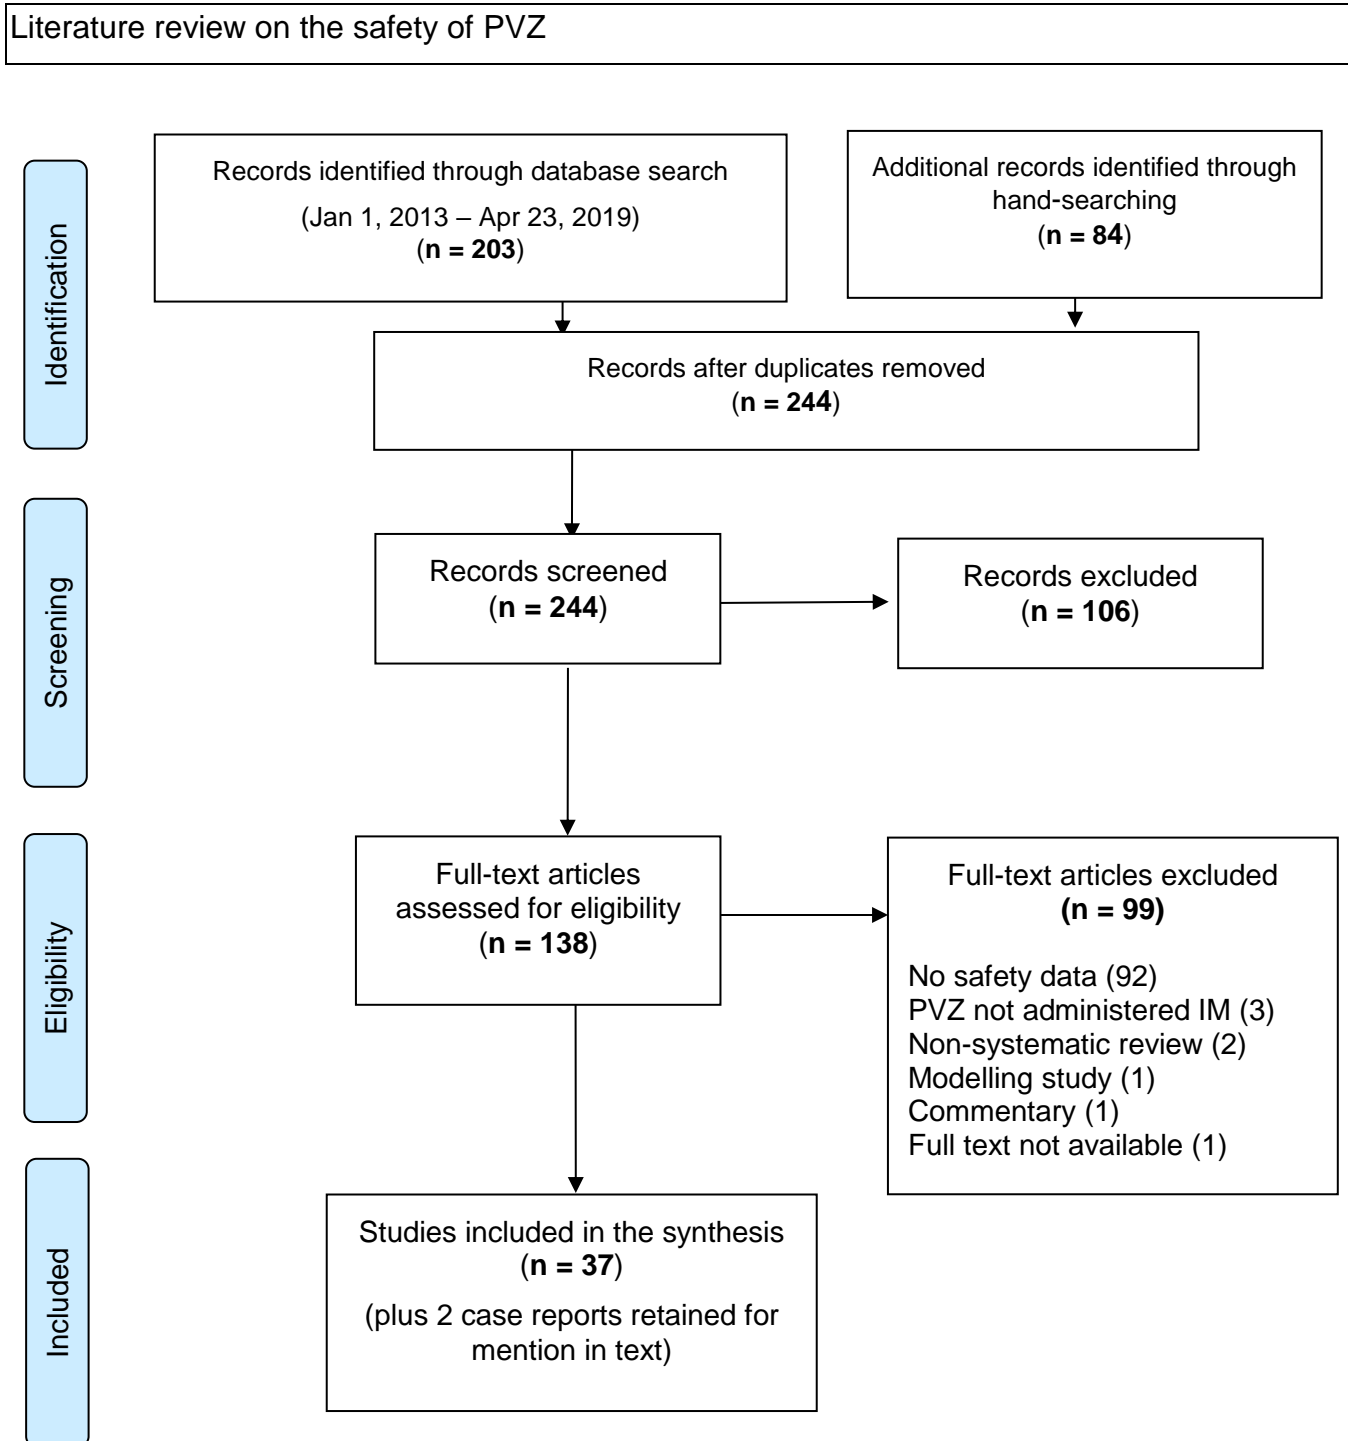 Literature review on the safety of PVZ
Identification
Records identified through database search
(Jan 1, 2013 – Apr 23, 2019)
(n = 203)
Additional records identified through
hand-searching
(n = 84)
Records after duplicates removed
(n = 244)
Screening
Records screened
(n = 244)
Records excluded
(n = 106)
Eligibility
Full-text articles
assessed for eligibility
(n = 138)
Full-text articles excluded
(n = 99)
No safety data (92)
PVZ not administered IM (3)
Non-systematic review (2)
Modelling study (1)
Commentary (1)
Full text not available (1)
Included
Studies included in the synthesis
(n = 37)
(plus 2 case reports retained for
mention in text)